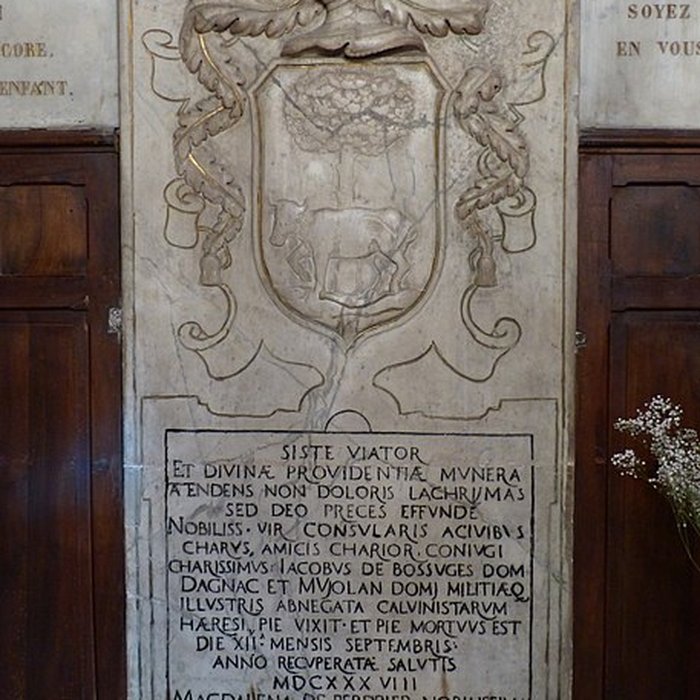 CORE.
ENFANT.
SOYEZ
EN VOUS
SISTE VIATOR
ET DIVINÆ PROVIDENTIÆ MVNERA
ATENDENS NON DOLORIS LACHRIJMAS
SED DEO PRECES EFFVNDE
NOBILISS· VIR CONSVLARIS ACIVIBVS
CHARVS, AMICIS CHARIOR, CONIVGI
CHARISSIMVS· IACOBVS DE BOSSVGES DOM
DAGNAC ET MVJOLAN DOMJ MILITIÆQ
ILLVSTRIS ABNEGATA CALVINISTARVM
HÆRESI, PIE VIXIT· ET PIE MORTVVS EST
DIE XII· MENSIS SEPTEMBRIS·
ANNO RECVPERATÆ SALVTIS
MDCXXXVIII